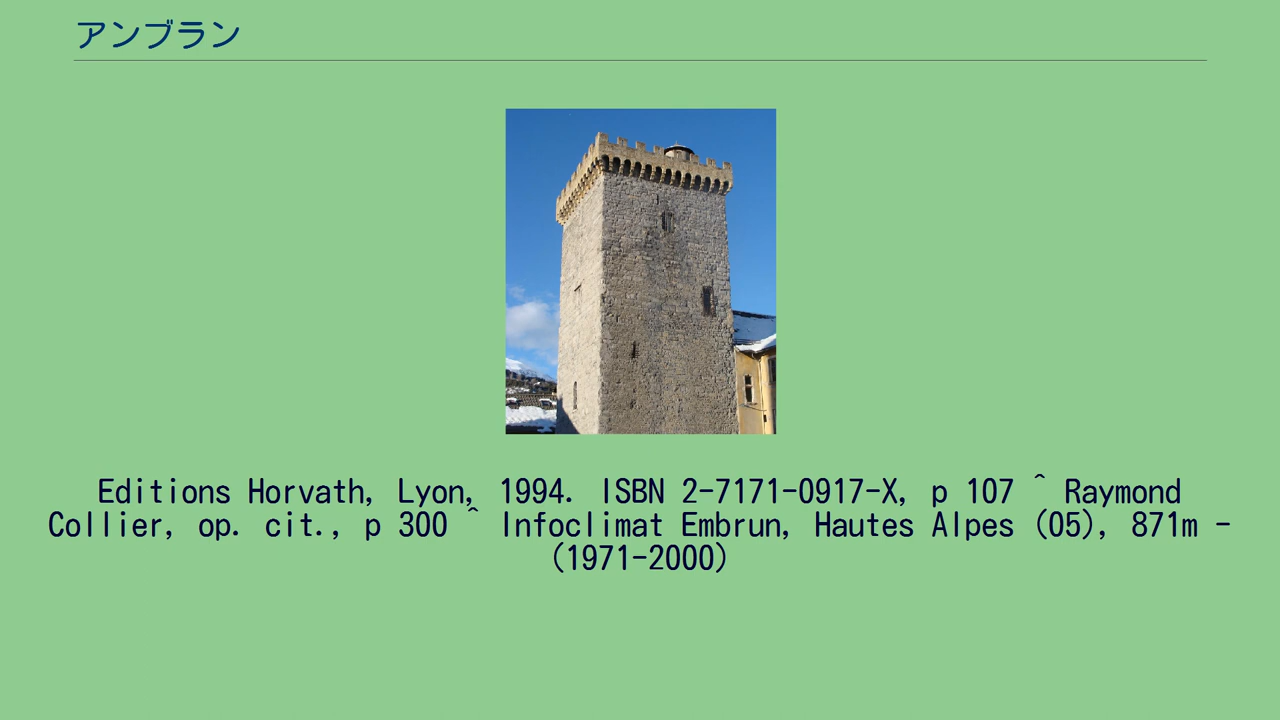 アンブラン
Editions Horvath, Lyon, 1994. ISBN 2-7171-0917-X, p 107 ^ Raymond
Collier, op. cit., p 300 ^ Infoclimat Embrun, Hautes Alpes (05), 871m -
(1971-2000)